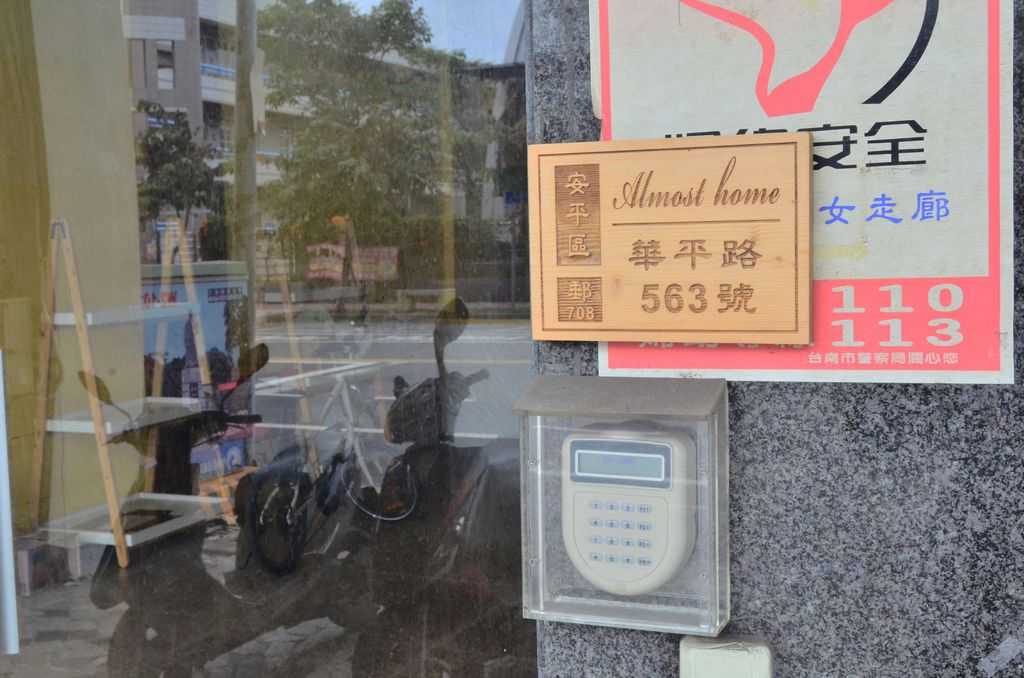 安全
女走廊
安平區
郵
708
Almost home
華平路
563號
110
113
台南市警察局關心您